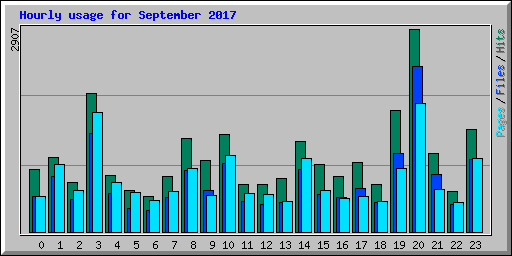 Hourly usage for September 2017
2907
Pages / Files / Hits
0 1 2 3 4 5 6 7 8 9 10 11 12 13 14 15 16 17 18 19 20 21 22 23